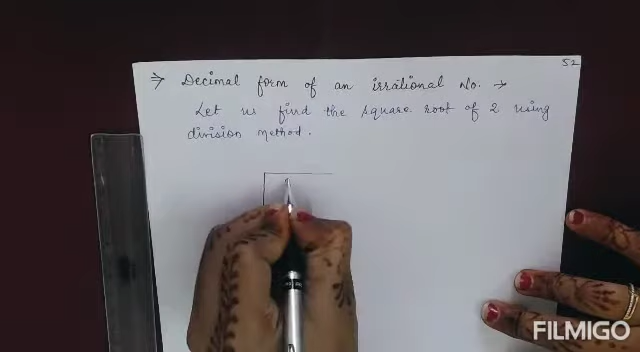 52
⇒ Decimal form of an irrational No. →
Let us find the square root of 2 using
division method.
FILMIGO